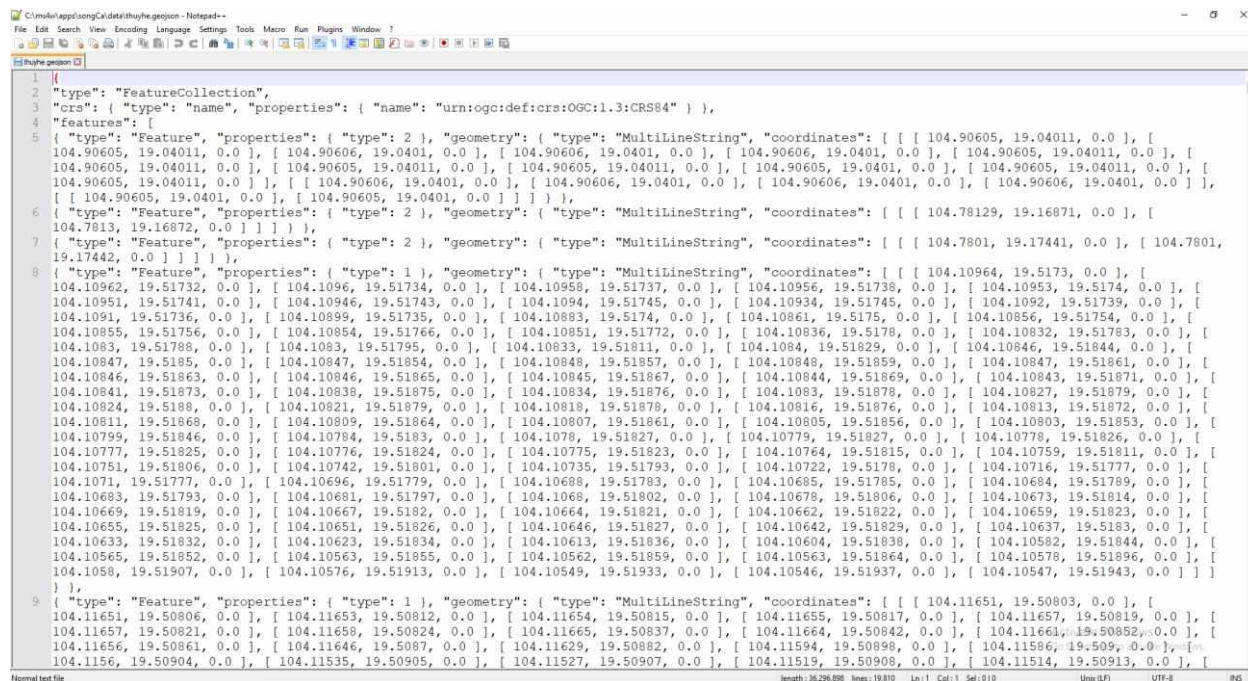 C:\ms4w\apps\songCa\data\thuyhe.geojson - Notepad++
File Edit Search View Encoding Language Settings Tools Macro Run Plugins Window ?
thuyhe.geojson
1 {
2 "type": "FeatureCollection",
3 "crs": { "type": "name", "properties": { "name": "urn:ogc:def:crs:OGC:1.3:CRS84" } },
4 "features": [
5 { "type": "Feature", "properties": { "type": 2 }, "geometry": { "type": "MultiLineString", "coordinates": [ [ [ 104.90605, 19.04011, 0.0 ], [
104.90605, 19.04011, 0.0 ], [ 104.90606, 19.0401, 0.0 ], [ 104.90606, 19.0401, 0.0 ], [ 104.90606, 19.0401, 0.0 ], [ 104.90605, 19.04011, 0.0 ], [
104.90605, 19.04011, 0.0 ], [ 104.90605, 19.04011, 0.0 ], [ 104.90605, 19.04011, 0.0 ], [ 104.90605, 19.0401, 0.0 ], [ 104.90605, 19.04011, 0.0 ], [
104.90605, 19.04011, 0.0 ] ], [ [ 104.90606, 19.0401, 0.0 ], [ 104.90606, 19.0401, 0.0 ], [ 104.90606, 19.0401, 0.0 ], [ 104.90606, 19.0401, 0.0 ] ],
[ [ 104.90605, 19.0401, 0.0 ], [ 104.90605, 19.0401, 0.0 ] ] ] } },
6 { "type": "Feature", "properties": { "type": 2 }, "geometry": { "type": "MultiLineString", "coordinates": [ [ [ 104.78129, 19.16871, 0.0 ], [
104.7813, 19.16872, 0.0 ] ] ] } },
7 { "type": "Feature", "properties": { "type": 2 }, "geometry": { "type": "MultiLineString", "coordinates": [ [ [ 104.7801, 19.17441, 0.0 ], [ 104.7801,
19.17442, 0.0 ] ] ] } },
8 { "type": "Feature", "properties": { "type": 1 }, "geometry": { "type": "MultiLineString", "coordinates": [ [ [ 104.10964, 19.5173, 0.0 ], [
104.10962, 19.51732, 0.0 ], [ 104.1096, 19.51734, 0.0 ], [ 104.10958, 19.51737, 0.0 ], [ 104.10956, 19.51738, 0.0 ], [ 104.10953, 19.5174, 0.0 ], [
104.10951, 19.51741, 0.0 ], [ 104.10946, 19.51743, 0.0 ], [ 104.1094, 19.51745, 0.0 ], [ 104.10934, 19.51745, 0.0 ], [ 104.1092, 19.51739, 0.0 ], [
104.1091, 19.51736, 0.0 ], [ 104.10899, 19.51735, 0.0 ], [ 104.10883, 19.5174, 0.0 ], [ 104.10861, 19.5175, 0.0 ], [ 104.10856, 19.51754, 0.0 ], [
104.10855, 19.51756, 0.0 ], [ 104.10854, 19.51766, 0.0 ], [ 104.10851, 19.51772, 0.0 ], [ 104.10836, 19.5178, 0.0 ], [ 104.10832, 19.51783, 0.0 ], [
104.1083, 19.51788, 0.0 ], [ 104.1083, 19.51795, 0.0 ], [ 104.10833, 19.51811, 0.0 ], [ 104.1084, 19.51829, 0.0 ], [ 104.10846, 19.51844, 0.0 ], [
104.10847, 19.5185, 0.0 ], [ 104.10847, 19.51854, 0.0 ], [ 104.10848, 19.51857, 0.0 ], [ 104.10848, 19.51859, 0.0 ], [ 104.10847, 19.51861, 0.0 ], [
104.10846, 19.51863, 0.0 ], [ 104.10846, 19.51865, 0.0 ], [ 104.10845, 19.51867, 0.0 ], [ 104.10844, 19.51869, 0.0 ], [ 104.10843, 19.51871, 0.0 ], [
104.10841, 19.51873, 0.0 ], [ 104.10838, 19.51875, 0.0 ], [ 104.10834, 19.51876, 0.0 ], [ 104.1083, 19.51878, 0.0 ], [ 104.10827, 19.51879, 0.0 ], [
104.10824, 19.5188, 0.0 ], [ 104.10821, 19.51879, 0.0 ], [ 104.10818, 19.51878, 0.0 ], [ 104.10816, 19.51876, 0.0 ], [ 104.10813, 19.51872, 0.0 ], [
104.10811, 19.51868, 0.0 ], [ 104.10809, 19.51864, 0.0 ], [ 104.10807, 19.51861, 0.0 ], [ 104.10805, 19.51856, 0.0 ], [ 104.10803, 19.51853, 0.0 ], [
104.10799, 19.51846, 0.0 ], [ 104.10784, 19.5183, 0.0 ], [ 104.1078, 19.51827, 0.0 ], [ 104.10779, 19.51827, 0.0 ], [ 104.10778, 19.51826, 0.0 ], [
104.10777, 19.51825, 0.0 ], [ 104.10776, 19.51824, 0.0 ], [ 104.10775, 19.51823, 0.0 ], [ 104.10764, 19.51815, 0.0 ], [ 104.10759, 19.51811, 0.0 ], [
104.10751, 19.51806, 0.0 ], [ 104.10742, 19.51801, 0.0 ], [ 104.10735, 19.51793, 0.0 ], [ 104.10722, 19.5178, 0.0 ], [ 104.10716, 19.51777, 0.0 ], [
104.1071, 19.51777, 0.0 ], [ 104.10696, 19.51779, 0.0 ], [ 104.10688, 19.51783, 0.0 ], [ 104.10685, 19.51785, 0.0 ], [ 104.10684, 19.51789, 0.0 ], [
104.10683, 19.51793, 0.0 ], [ 104.10681, 19.51797, 0.0 ], [ 104.1068, 19.51802, 0.0 ], [ 104.10678, 19.51806, 0.0 ], [ 104.10673, 19.51814, 0.0 ], [
104.10669, 19.51819, 0.0 ], [ 104.10667, 19.5182, 0.0 ], [ 104.10664, 19.51821, 0.0 ], [ 104.10662, 19.51822, 0.0 ], [ 104.10659, 19.51823, 0.0 ], [
104.10655, 19.51825, 0.0 ], [ 104.10651, 19.51826, 0.0 ], [ 104.10646, 19.51827, 0.0 ], [ 104.10642, 19.51829, 0.0 ], [ 104.10637, 19.5183, 0.0 ], [
104.10633, 19.51832, 0.0 ], [ 104.10623, 19.51834, 0.0 ], [ 104.10613, 19.51836, 0.0 ], [ 104.10604, 19.51838, 0.0 ], [ 104.10582, 19.51844, 0.0 ], [
104.10565, 19.51852, 0.0 ], [ 104.10563, 19.51855, 0.0 ], [ 104.10562, 19.51859, 0.0 ], [ 104.10563, 19.51864, 0.0 ], [ 104.10578, 19.51896, 0.0 ], [
104.1058, 19.51907, 0.0 ], [ 104.10576, 19.51913, 0.0 ], [ 104.10549, 19.51933, 0.0 ], [ 104.10546, 19.51937, 0.0 ], [ 104.10547, 19.51943, 0.0 ] ] ]
} },
9 { "type": "Feature", "properties": { "type": 1 }, "geometry": { "type": "MultiLineString", "coordinates": [ [ [ 104.11651, 19.50803, 0.0 ], [
104.11651, 19.50806, 0.0 ], [ 104.11653, 19.50812, 0.0 ], [ 104.11654, 19.50815, 0.0 ], [ 104.11655, 19.50817, 0.0 ], [ 104.11657, 19.50819, 0.0 ], [
104.11657, 19.50821, 0.0 ], [ 104.11658, 19.50824, 0.0 ], [ 104.11665, 19.50837, 0.0 ], [ 104.11664, 19.50842, 0.0 ], [ 104.11661, 19.50852, 0.0 ], [
104.11656, 19.50861, 0.0 ], [ 104.11646, 19.5087, 0.0 ], [ 104.11629, 19.50882, 0.0 ], [ 104.11594, 19.50898, 0.0 ], [ 104.11586, 19.509, 0.0 ], [
104.1156, 19.50904, 0.0 ], [ 104.11535, 19.50905, 0.0 ], [ 104.11527, 19.50907, 0.0 ], [ 104.11519, 19.50908, 0.0 ], [ 104.11514, 19.50913, 0.0 ], [
Normal text file length : 36.296.898 lines : 19.810 Ln : 1 Col : 1 Sel : 0 | 0 Unix (LF) UTF-8 INS